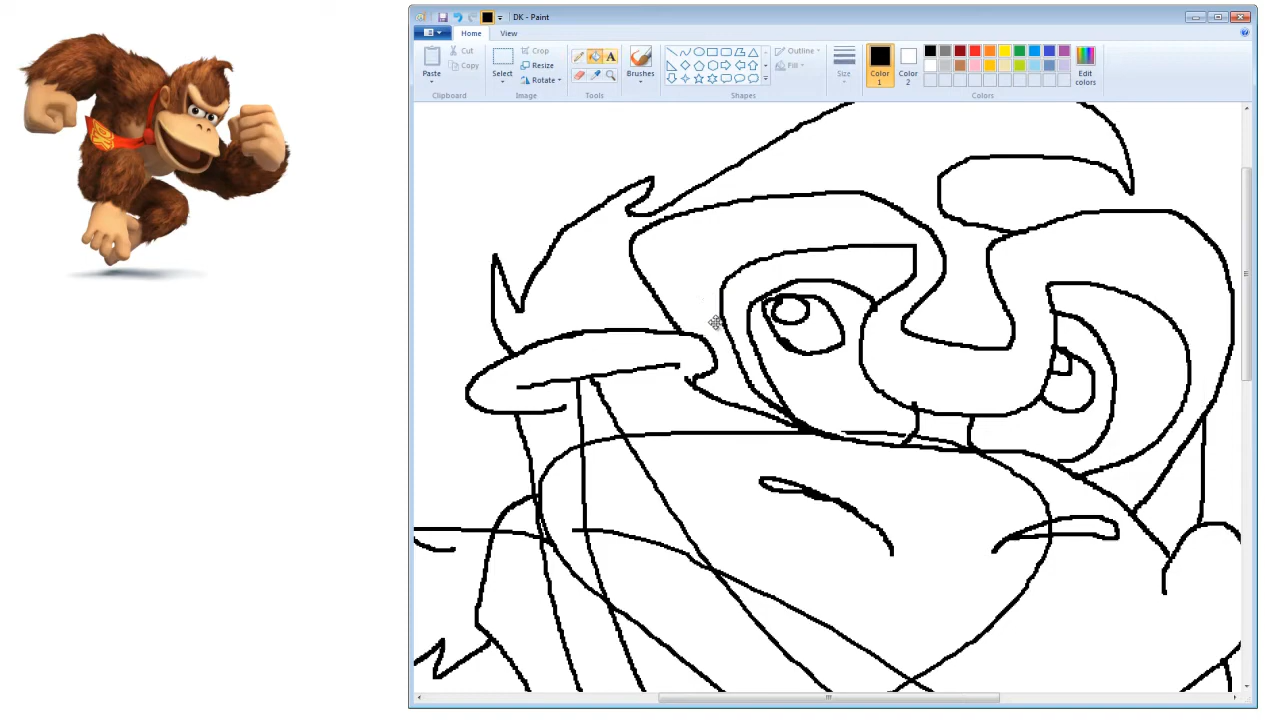 DK - Paint
Home View
Paste
Cut
Copy
Clipboard
Select
Crop
Resize
Rotate
Image
A
Tools
Brushes
Outline
Fill
Shapes
Size
Color 1
Color 2
Edit colors
Colors